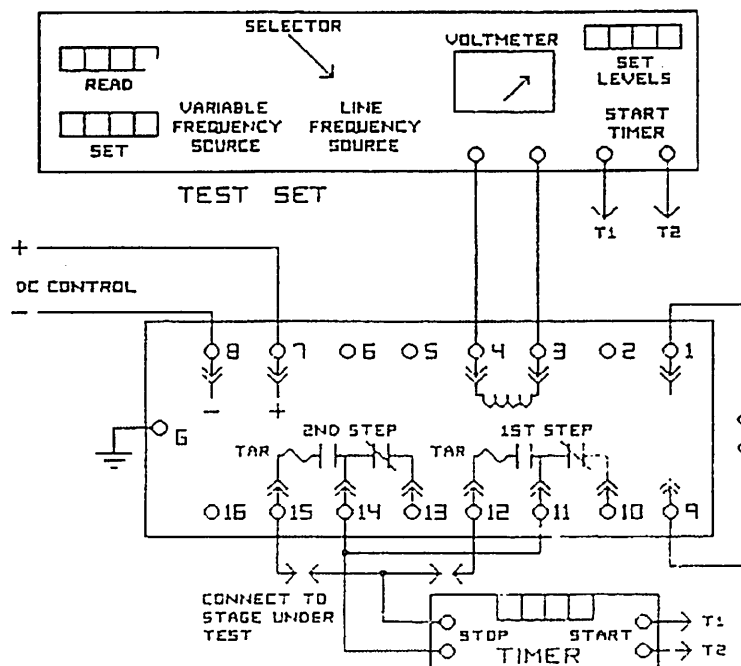 SELECTOR
VOLTMETER
READ
SET
LEVELS
VARIABLE
FREQUENCY
SOURCE
LINE
FREQUENCY
SOURCE
START
TIMER
SET
TEST SET
T1
T2
+
DC CONTROL
−
8
7
6
5
4
3
2
1
−
+
G
2ND STEP
1ST STEP
TAR
TAR
16
15
14
13
12
11
10
9
CONNECT TO
STAGE UNDER
TEST
STOP
START
T1
TIMER
T2